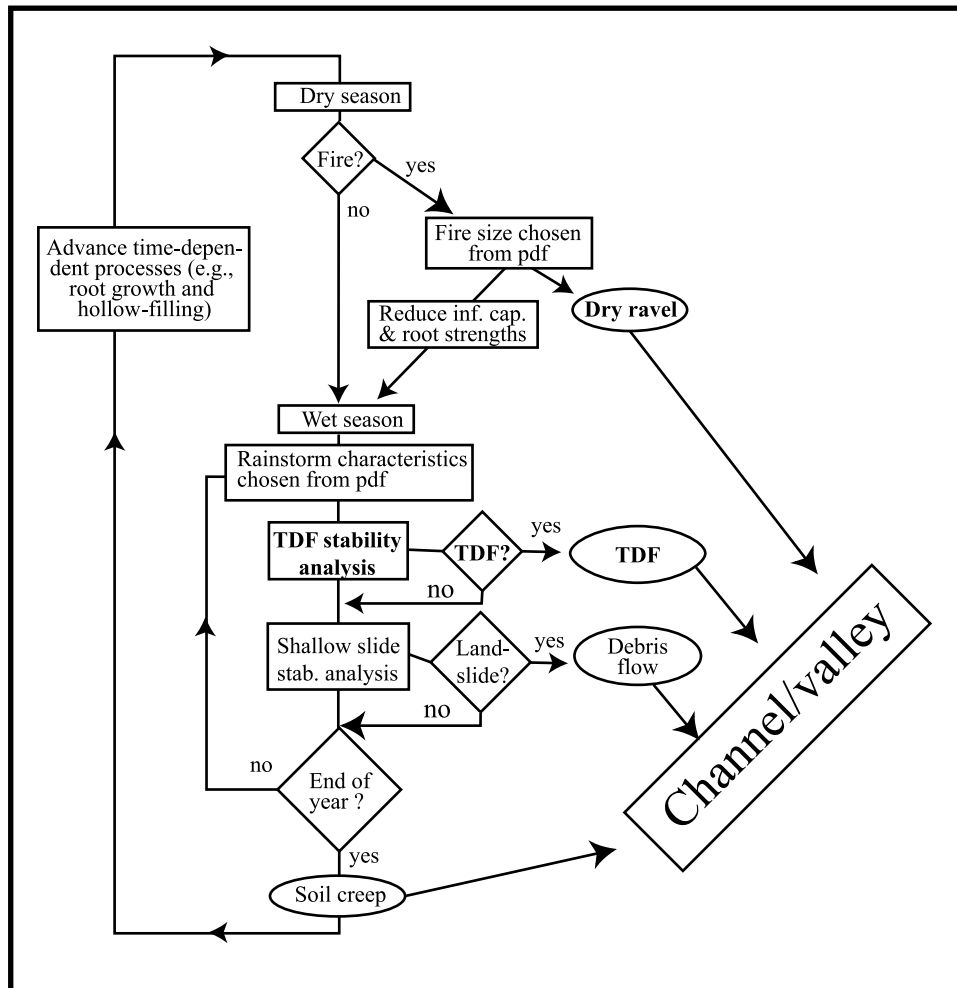 Dry season
Fire?
yes
no
Fire size chosen
from pdf
Advance time-depen-
dent processes (e.g.,
root growth and
hollow-filling)
Reduce inf. cap.
& root strengths
Dry ravel
Wet season
Rainstorm characteristics
chosen from pdf
TDF stability
analysis
TDF?
yes
TDF
no
Shallow slide
stab. analysis
Land-
slide?
yes
Debris
flow
no
Channel/valley
no
End of
year ?
yes
Soil creep